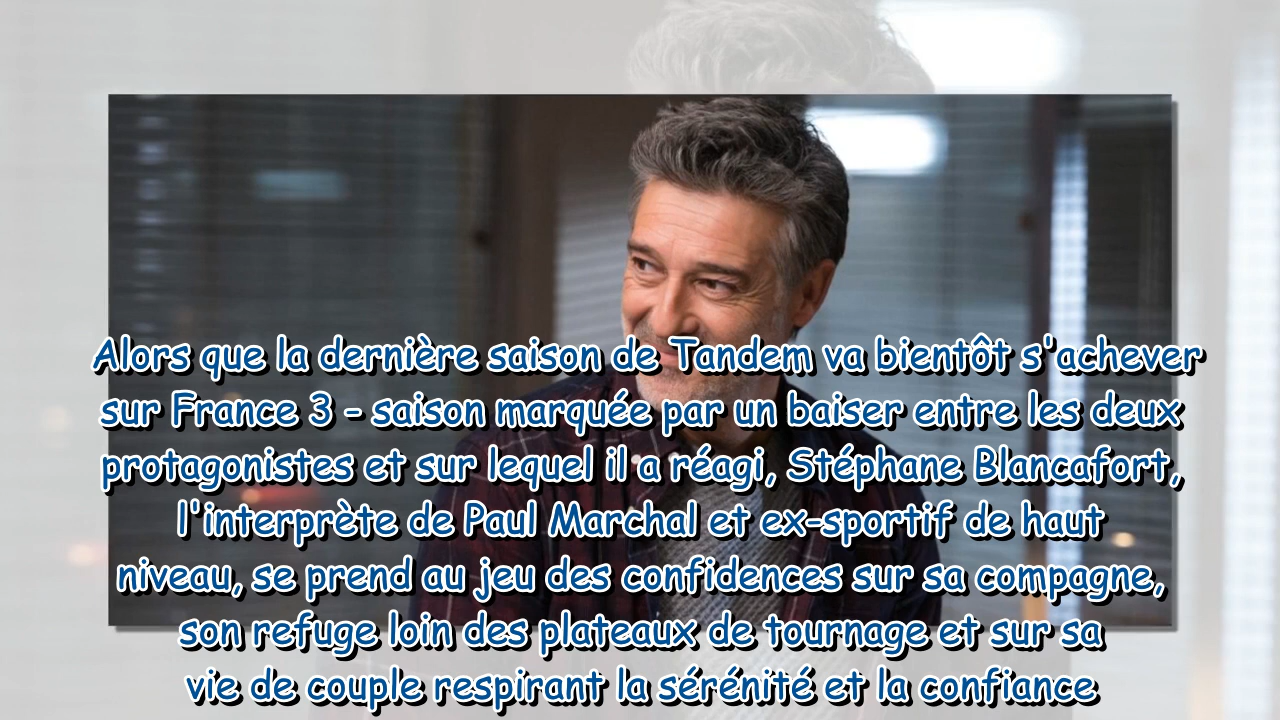 Alors que la dernière saison de Tandem va bientôt s'achever
sur France 3 - saison marquée par un baiser entre les deux
protagonistes et sur lequel il a réagi, Stéphane Blancafort,
l'interprète de Paul Marchal et ex-sportif de haut
niveau, se prend au jeu des confidences sur sa compagne,
son refuge loin des plateaux de tournage et sur sa
vie de couple respirant la sérénité et la confiance